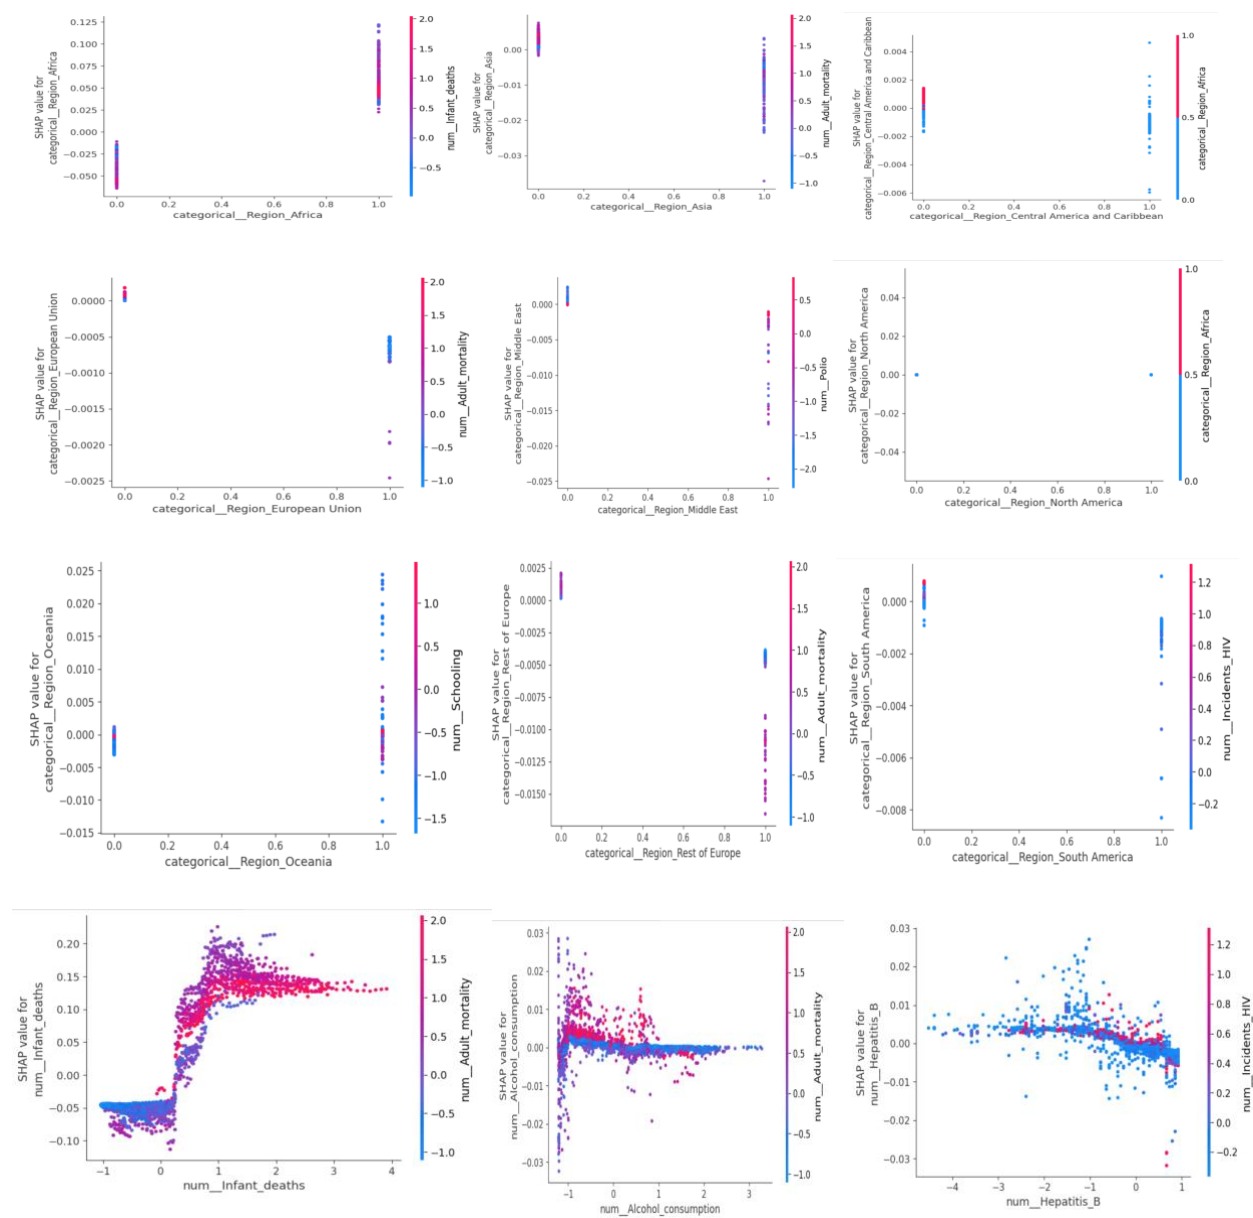 SHAP value for
categorical__Region_Africa
0.125
0.100
0.075
0.050
0.025
0.000
−0.025
−0.050
0.0 0.2 0.4 0.6 0.8 1.0
categorical__Region_Africa
2.0
1.5
1.0
0.5
0.0
−0.5
num__Infant_deaths
SHAP value for
categorical__Region_Asia
0.00
−0.01
−0.02
−0.03
0.0 0.2 0.4 0.6 0.8 1.0
categorical__Region_Asia
2.0
1.5
1.0
0.5
0.0
−0.5
−1.0
num__Adult_mortality
SHAP value for
categorical__Region_Central America and Caribbean
0.004
0.002
0.000
−0.002
−0.004
−0.006
0.0 0.2 0.4 0.6 0.8 1.0
categorical__Region_Central America and Caribbean
1.0
0.5
0.0
categorical__Region_Africa
SHAP value for
categorical__Region_European Union
0.0000
−0.0005
−0.0010
−0.0015
−0.0020
−0.0025
0.0 0.2 0.4 0.6 0.8 1.0
categorical__Region_European Union
2.0
1.5
1.0
0.5
0.0
−0.5
−1.0
num__Adult_mortality
SHAP value for
categorical__Region_Middle East
0.000
−0.005
−0.010
−0.015
−0.020
−0.025
0.0 0.2 0.4 0.6 0.8 1.0
categorical__Region_Middle East
0.5
0.0
−0.5
−1.0
−1.5
−2.0
num__Polio
SHAP value for
categorical__Region_North America
0.04
0.02
0.00
−0.02
−0.04
0.0 0.2 0.4 0.6 0.8 1.0
categorical__Region_North America
1.0
0.5
0.0
categorical__Region_Africa
SHAP value for
categorical__Region_Oceania
0.025
0.020
0.015
0.010
0.005
0.000
−0.005
−0.010
−0.015
0.0 0.2 0.4 0.6 0.8 1.0
categorical__Region_Oceania
1.0
0.5
0.0
−0.5
−1.0
−1.5
num__Schooling
SHAP value for
categorical__Region_Rest of Europe
0.0025
0.0000
−0.0025
−0.0050
−0.0075
−0.0100
−0.0125
−0.0150
0.0 0.2 0.4 0.6 0.8 1.0
categorical__Region_Rest of Europe
2.0
1.5
1.0
0.5
0.0
−0.5
−1.0
num__Adult_mortality
SHAP value for
categorical__Region_South America
0.000
−0.002
−0.004
−0.006
−0.008
0.0 0.2 0.4 0.6 0.8 1.0
categorical__Region_South America
1.2
1.0
0.8
0.6
0.4
0.2
0.0
−0.2
num__Incidents_HIV
SHAP value for
num__Infant_deaths
0.20
0.15
0.10
0.05
0.00
−0.05
−0.10
−1 0 1 2 3 4
num__Infant_deaths
2.0
1.5
1.0
0.5
0.0
−0.5
−1.0
num__Adult_mortality
SHAP value for
num__Alcohol_consumption
0.03
0.02
0.01
0.00
−0.01
−0.02
−0.03
−1 0 1 2 3
num__Alcohol_consumption
2.0
1.5
1.0
0.5
0.0
−0.5
−1.0
num__Adult_mortality
SHAP value for
num__Hepatitis_B
0.03
0.02
0.01
0.00
−0.01
−0.02
−0.03
−4 −3 −2 −1 0 1
num__Hepatitis_B
1.2
1.0
0.8
0.6
0.4
0.2
0.0
−0.2
num__Incidents_HIV